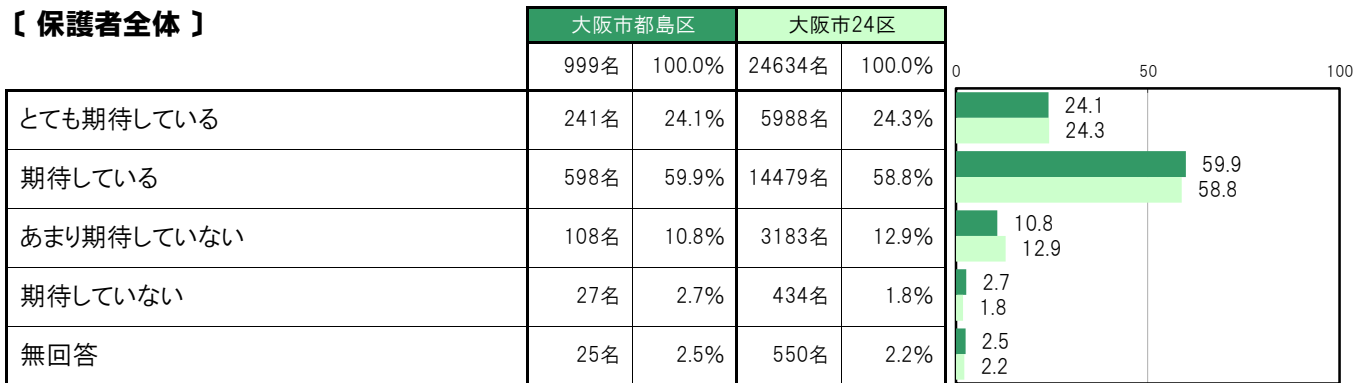 〔 保護者全体 〕
大阪市都島区 大阪市24区
999名 100.0% 24634名 100.0%
0 50 100
とても期待している 241名 24.1% 5988名 24.3%
24.1
24.3
期待している 598名 59.9% 14479名 58.8%
59.9
58.8
あまり期待していない 108名 10.8% 3183名 12.9%
10.8
12.9
期待していない 27名 2.7% 434名 1.8%
2.7
1.8
無回答 25名 2.5% 550名 2.2%
2.5
2.2